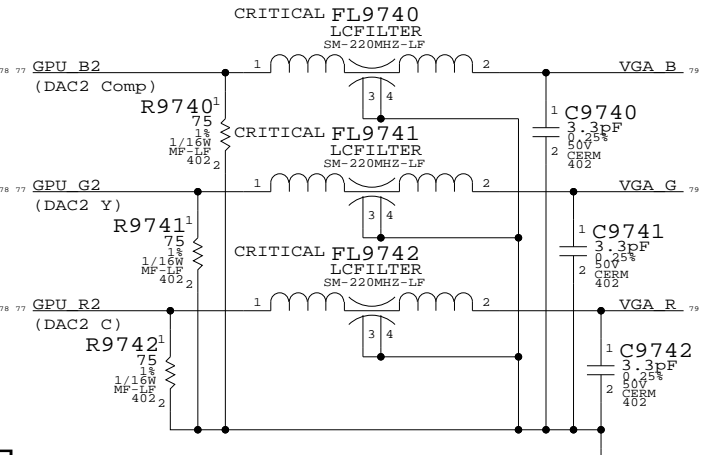 CRITICAL FL9740
LCFILTER
SM-220MHZ-LF
78 77 GPU_B2 1 2 VGA_B 79
(DAC2 Comp)
3 4
R9740 1
75
1%
1/16W
MF-LF
402 2
1 C9740
3.3pF
0.25%
50V
2 CERM
402
CRITICAL FL9741
LCFILTER
SM-220MHZ-LF
78 77 GPU_G2 1 2 VGA_G 79
(DAC2 Y)
3 4
R9741 1
75
1%
1/16W
MF-LF
402 2
1 C9741
3.3pF
0.25%
50V
2 CERM
402
CRITICAL FL9742
LCFILTER
SM-220MHZ-LF
78 77 GPU_R2 1 2 VGA_R 79
(DAC2 C)
3 4
R9742 1
75
1%
1/16W
MF-LF
402 2
1 C9742
3.3pF
0.25%
50V
2 CERM
402